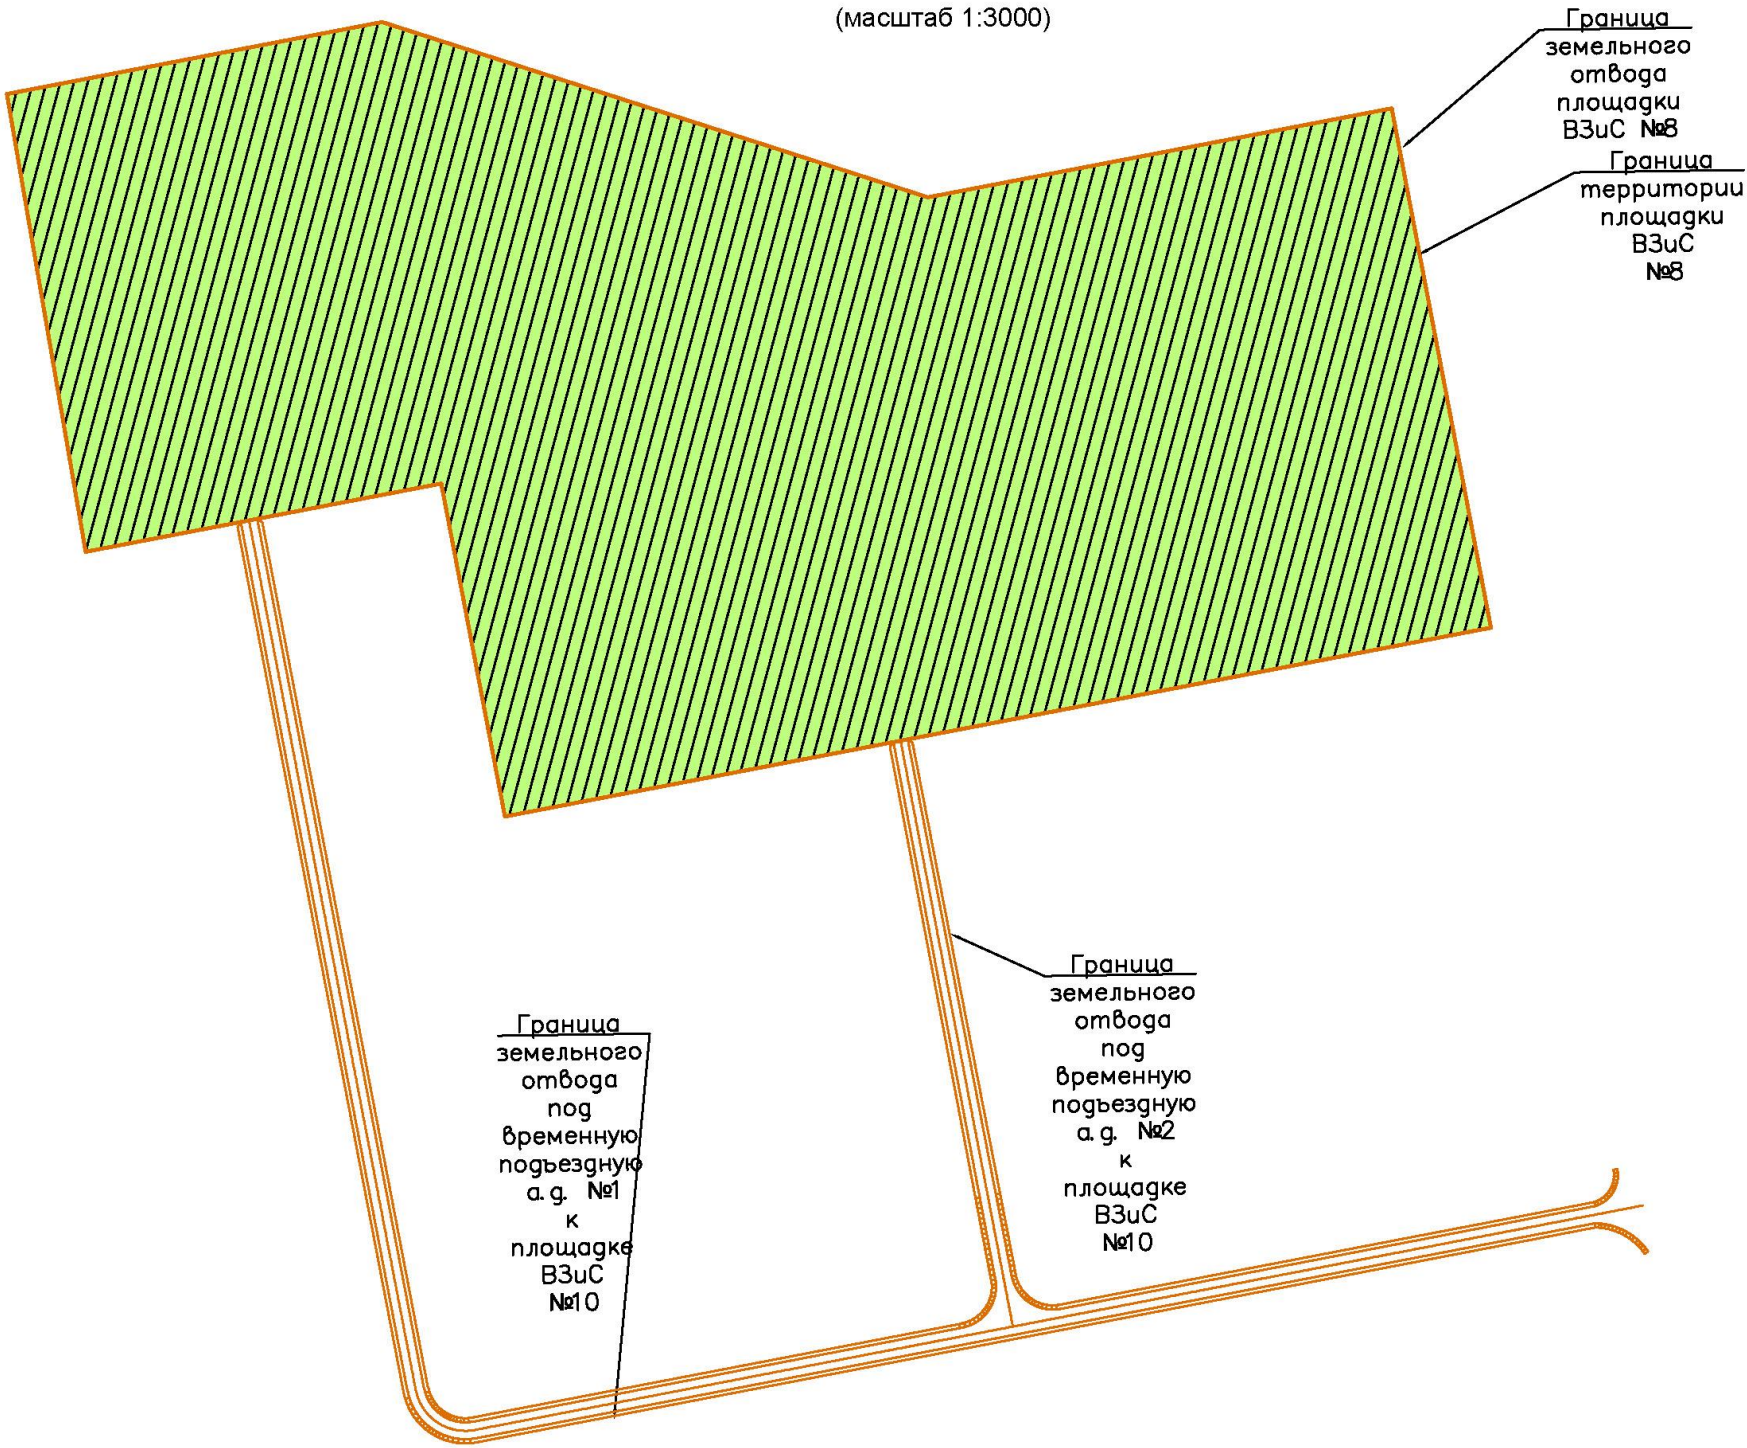 (масштаб 1:3000)
Граница
земельного
отвода
площадки
ВЗиС №8
Граница
территории
площадки
ВЗиС
№8
Граница
земельного
отвода
под
временную
подъездную
а.д. №2
к
площадке
ВЗиС
№10
Граница
земельного
отвода
под
временную
подъездную
а.д. №1
к
площадке
ВЗиС
№10